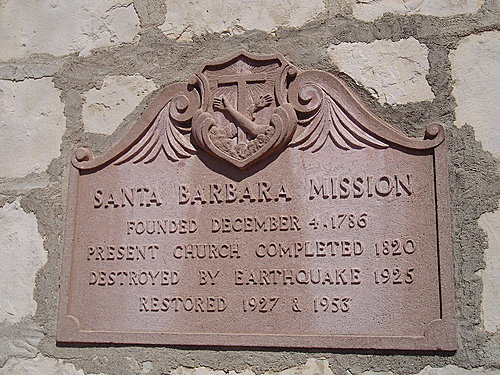 SANTA BARBARA MISSION
FOUNDED DECEMBER 4. 1786
PRESENT CHURCH COMPLETED 1820
DESTROYED BY EARTHQUAKE 1925
RESTORED 1927 & 1953